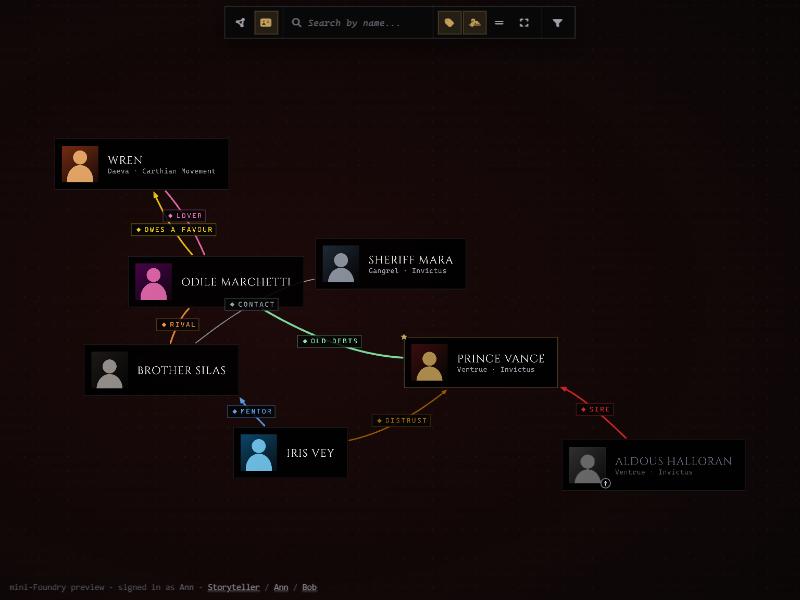 Search by name...
WREN
Daeva · Carthian Movement
◆ LOVER
◆ OWES A FAVOUR
SHERIFF MARA
Gangrel · Invictus
ODILE MARCHETTI
◆ CONTACT
◆ RIVAL
◆ OLD DEBTS
PRINCE VANCE
Ventrue · Invictus
BROTHER SILAS
◆ MENTOR
◆ SIRE
◆ DISTRUST
IRIS VEY
ALDOUS HALLORAN
Ventrue · Invictus
mini-Foundry preview - signed in as Ann - Storyteller / Ann / Bob